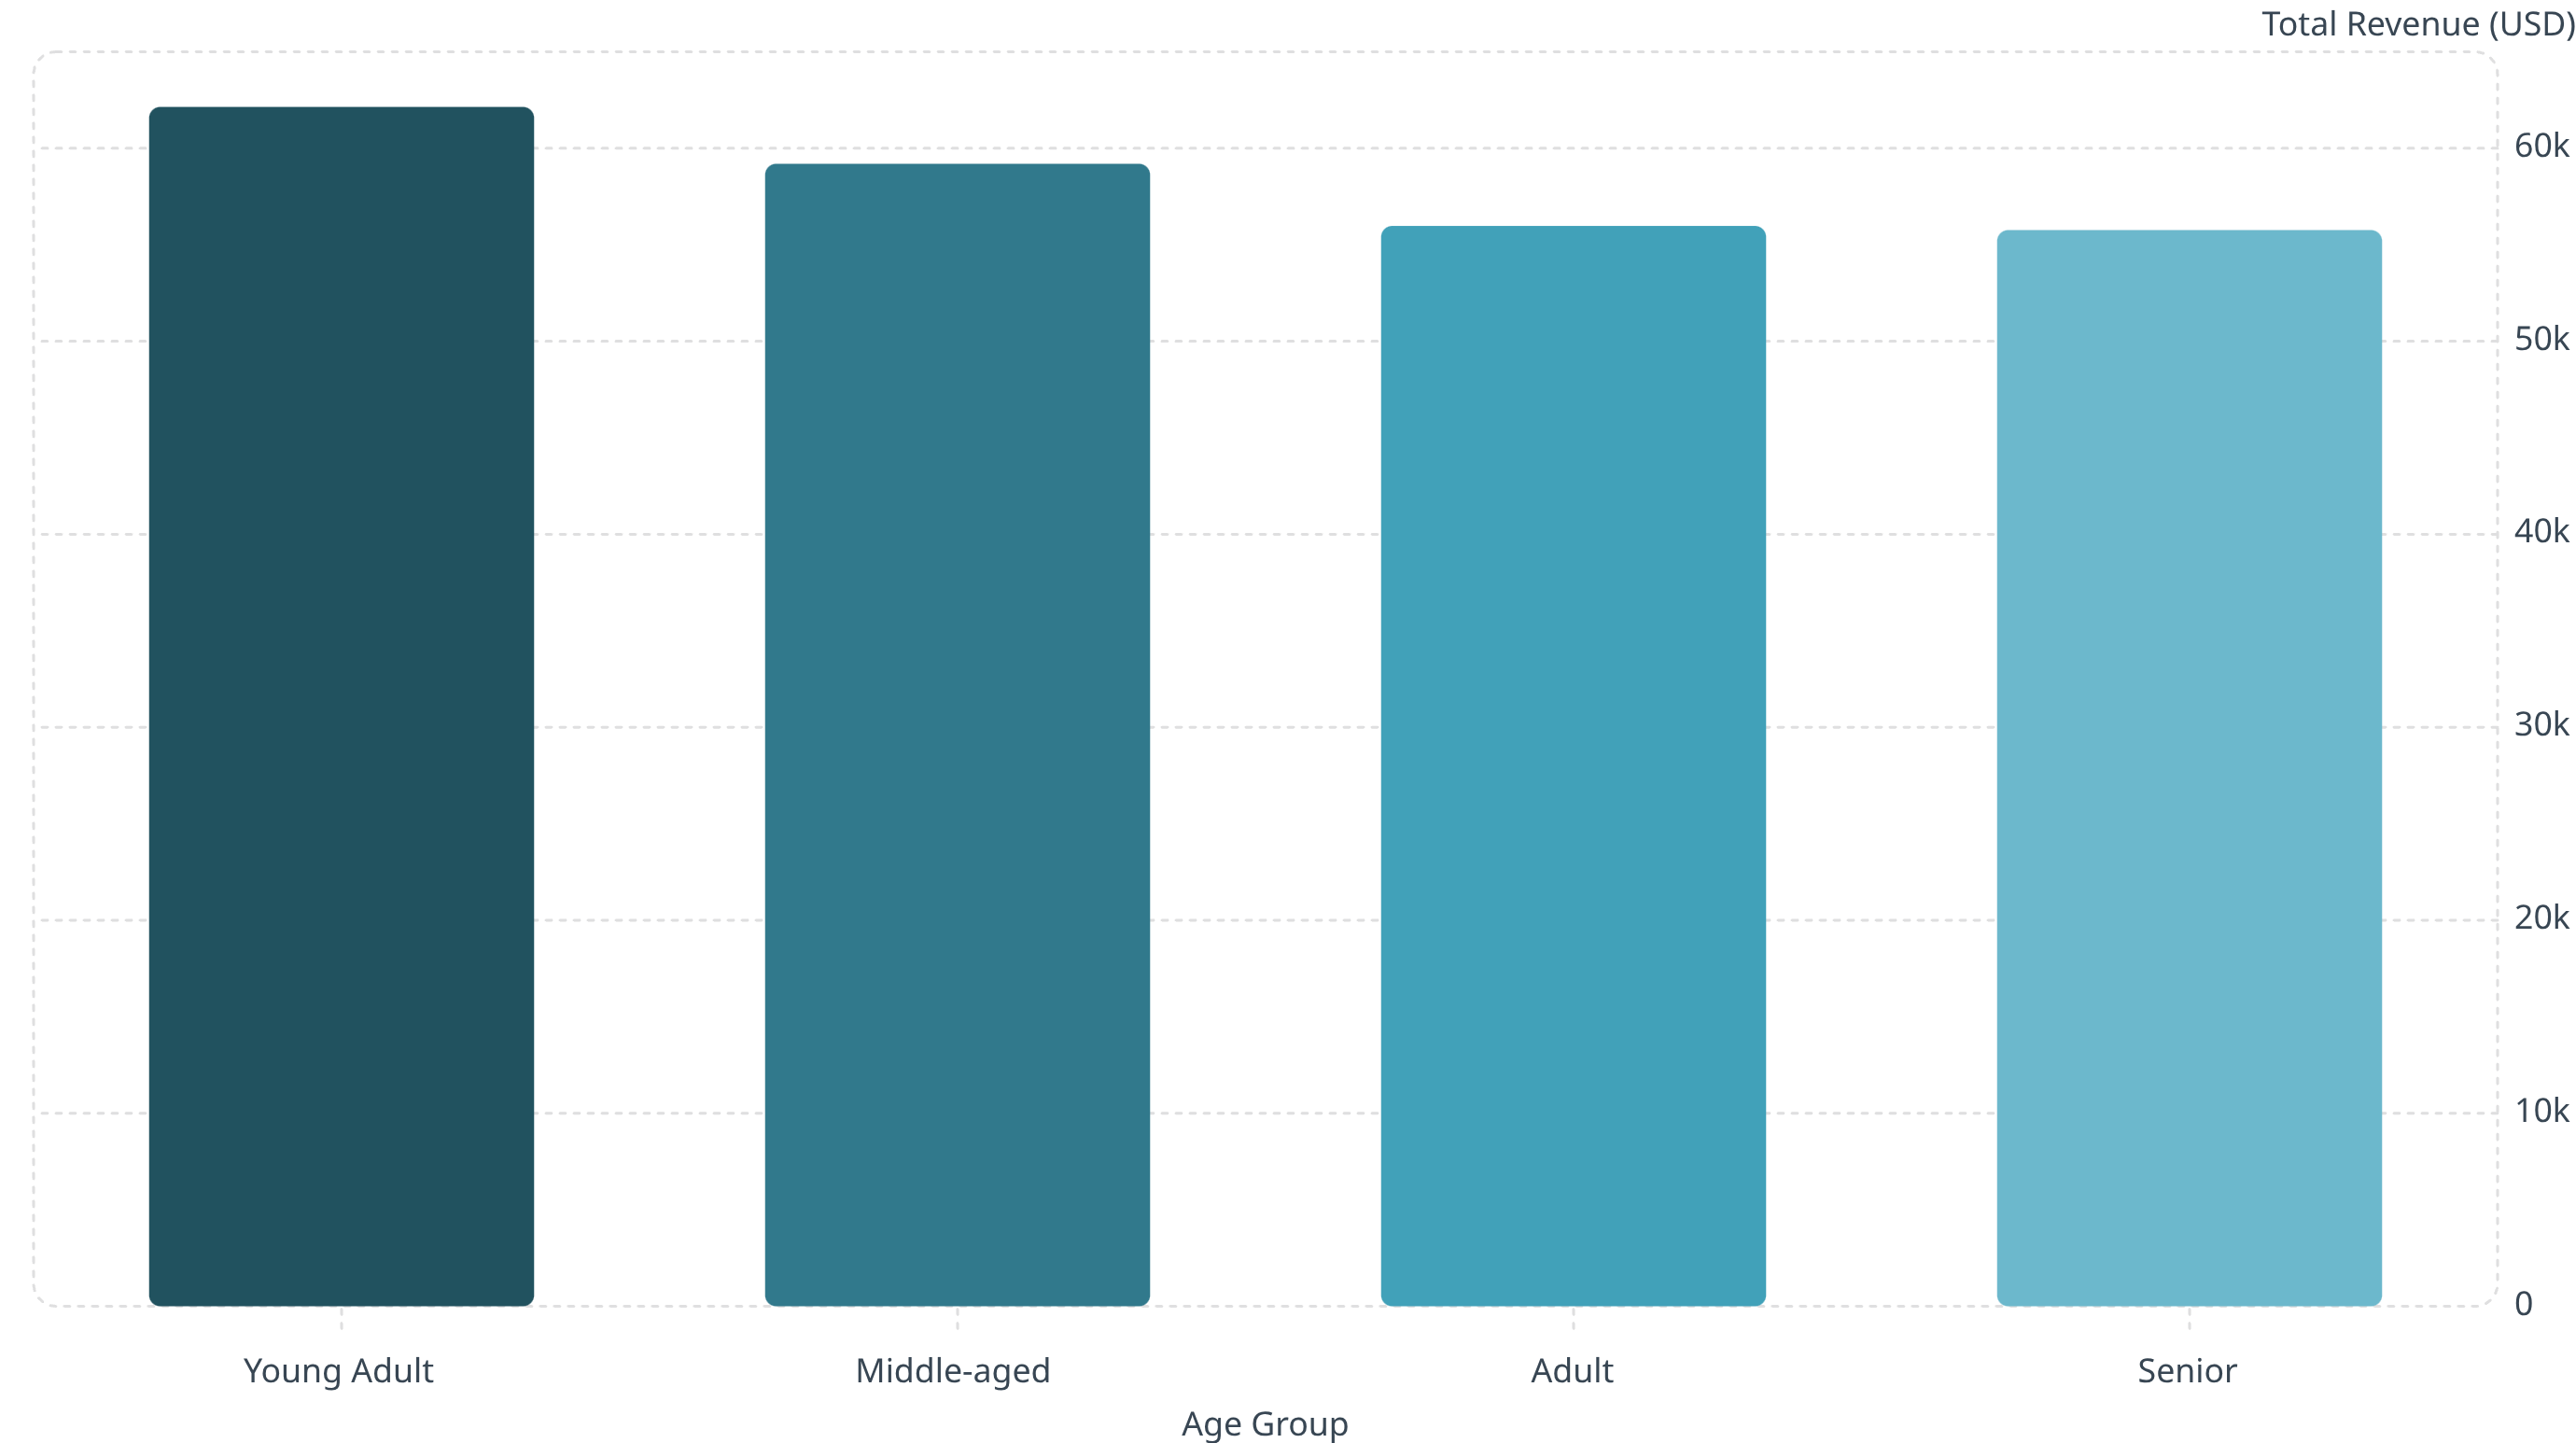 Total Revenue (USD)
60k
50k
40k
30k
20k
10k
0
Young Adult
Middle-aged
Adult
Senior
Age Group